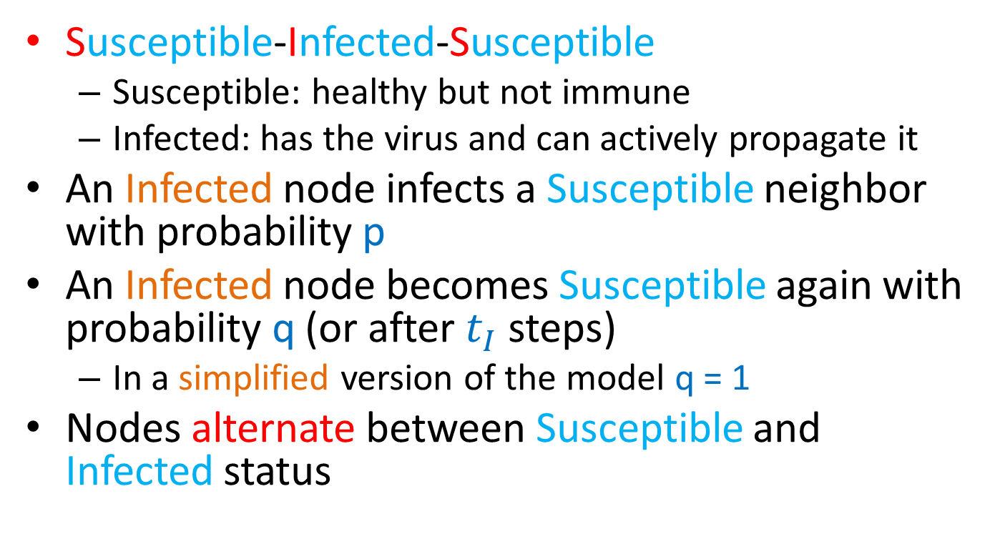 • Susceptible-Infected-Susceptible
– Susceptible: healthy but not immune
– Infected: has the virus and can actively propagate it
• An Infected node infects a Susceptible neighbor
with probability p
• An Infected node becomes Susceptible again with
probability q (or after t_I steps)
– In a simplified version of the model q = 1
• Nodes alternate between Susceptible and
Infected status